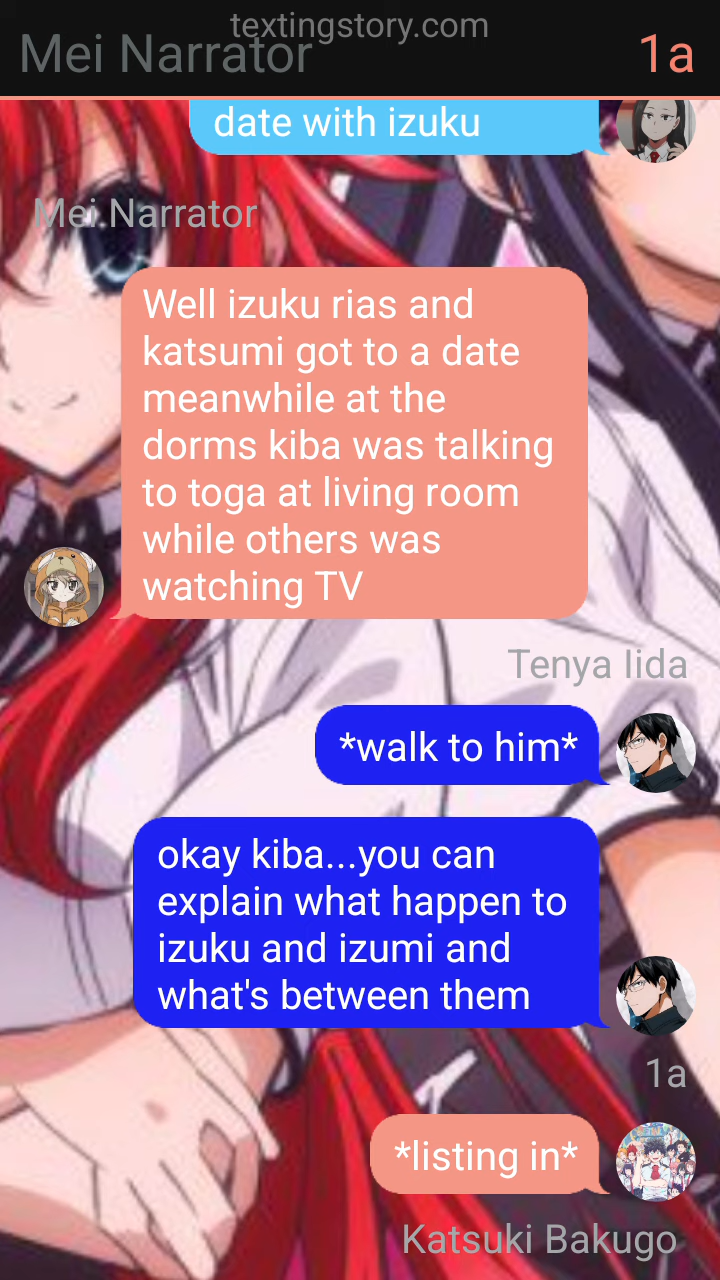 textingstory.com
Mei Narrator
1a
date with izuku
Mei Narrator
Well izuku rias and
katsumi got to a date
meanwhile at the
dorms kiba was talking
to toga at living room
while others was
watching TV
Tenya Iida
*walk to him*
okay kiba...you can
explain what happen to
izuku and izumi and
what's between them
1a
*listing in*
Katsuki Bakugo